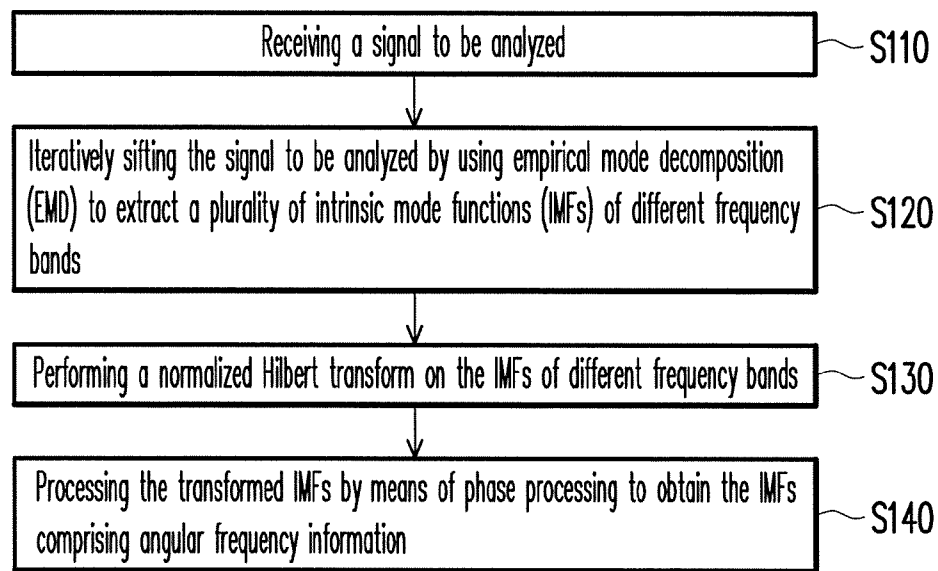 Receiving a signal to be analyzed
S110
Iteratively sifting the signal to be analyzed by using empirical mode decomposition
(EMD) to extract a plurality of intrinsic mode functions (IMFs) of different frequency
bands
S120
Performing a normalized Hilbert transform on the IMFs of different frequency bands
S130
Processing the transformed IMFs by means of phase processing to obtain the IMFs
comprising angular frequency information
S140